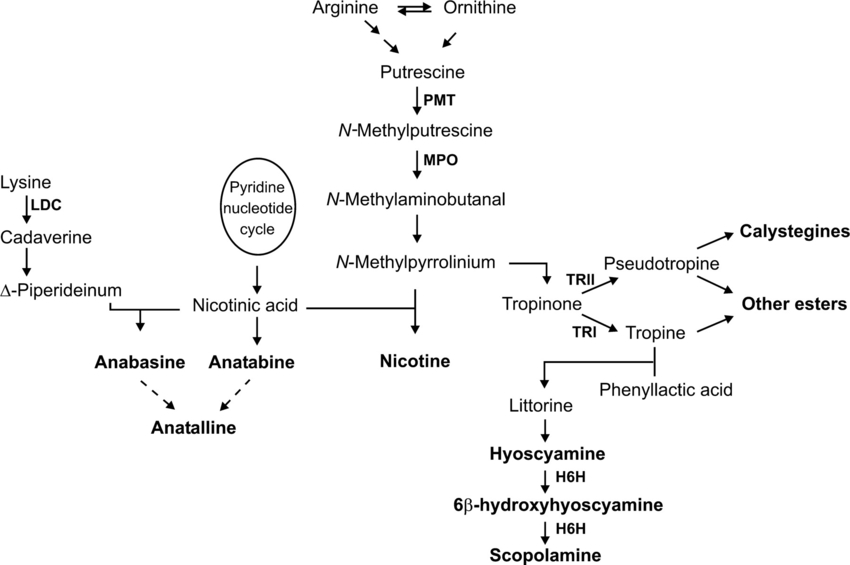 Arginine
Ornithine
Putrescine
PMT
N-Methylputrescine
MPO
Lysine
LDC
Cadaverine
Δ-Piperideinum
Pyridine
nucleotide
cycle
N-Methylaminobutanal
N-Methylpyrrolinium
Nicotinic acid
Anabasine
Anatabine
Nicotine
Anatalline
Tropinone
TRII
TRI
Pseudotropine
Tropine
Calystegines
Other esters
Phenyllactic acid
Littorine
Hyoscyamine
H6H
6β-hydroxyhyoscyamine
H6H
Scopolamine